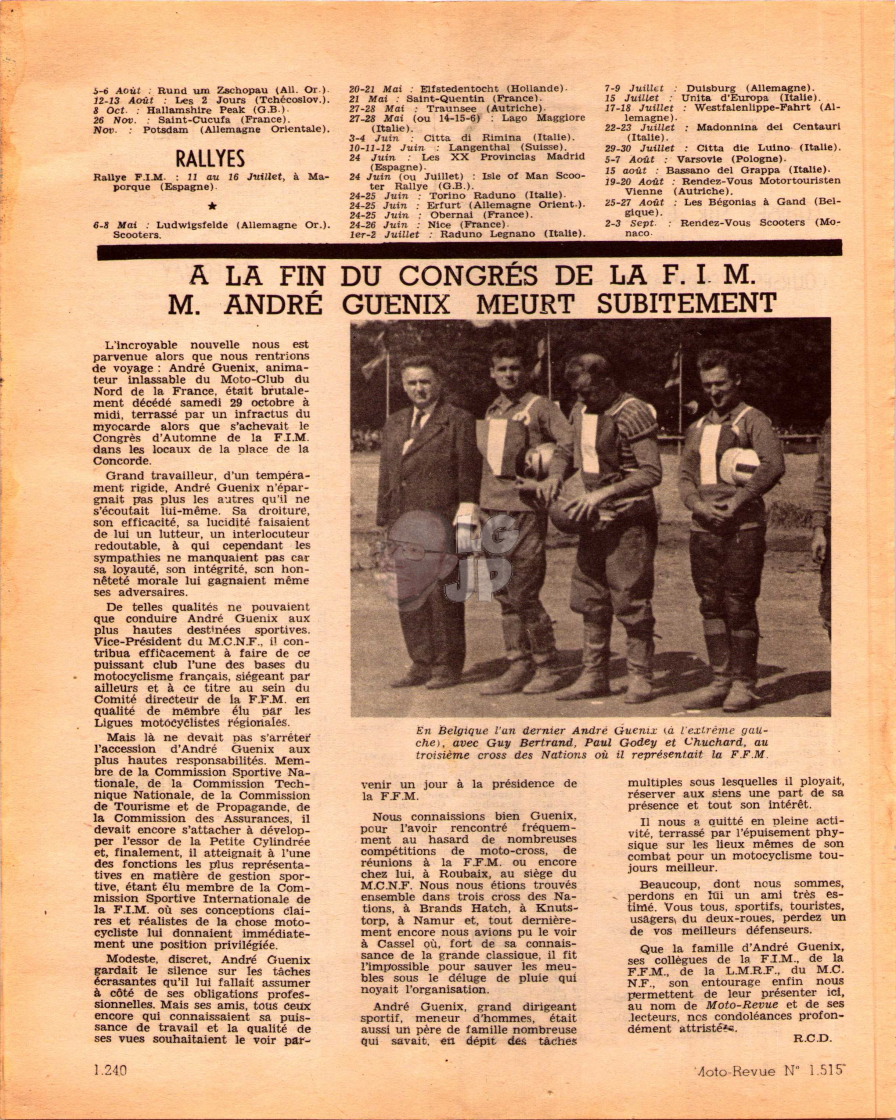 5-6 Août : Rund um Zschopau (All. Or.).
12-13 Août : Les 2 Jours (Tchécoslov.).
8 Oct. : Hallamshire Peak (G.B.).
26 Nov. : Saint-Cucufa (France).
Nov. : Potsdam (Allemagne Orientale).
RALLYES
Rallye F.I.M. : 11 au 16 Juillet, à Ma-
porque (Espagne).
★
6-8 Mai : Ludwigsfelde (Allemagne Or.).
Scooters.
20-21 Mai : Elfstedentocht (Hollande).
21 Mai : Saint-Quentin (France).
27-28 Mai : Traunsee (Autriche).
27-28 Mai (ou 14-15-6) : Lago Maggiore
(Italie).
3-4 Juin : Citta di Rimina (Italie).
10-11-12 Juin : Langenthal (Suisse).
24 Juin : Les XX Provincias Madrid
(Espagne).
24 Juin (ou Juillet) : Isle of Man Scoo-
ter Rallye (G.B.).
24-25 Juin : Torino Raduno (Italie).
24-25 Juin : Erfurt (Allemagne Orient.).
24-25 Juin : Obernai (France).
24-26 Juin : Nice (France).
1er-2 Juillet : Raduno Legnano (Italie).
7-9 Juillet : Duisburg (Allemagne).
15 Juillet : Unita d'Europa (Italie).
17-18 Juillet : Westfalenlippe-Fahrt (Al-
lemagne).
22-23 Juillet : Madonnina dei Centauri
(Italie).
29-30 Juillet : Citta die Luino (Italie).
5-7 Août : Varsovie (Pologne).
15 août : Bassano del Grappa (Italie).
19-20 Août : Rendez-Vous Motortouristen
Vienne (Autriche).
25-27 Août : Les Bégonias à Gand (Bel-
gique).
2-3 Sept. : Rendez-Vous Scooters (Mo-
naco.
A LA FIN DU CONGRÉS DE LA F. I. M.
M. ANDRÉ GUENIX MEURT SUBITEMENT
L'incroyable nouvelle nous est
parvenue alors que nous rentrions
de voyage : André Guenix, anima-
teur inlassable du Moto-Club du
Nord de la France, était brutale-
ment décédé samedi 29 octobre à
midi, terrassé par un infractus du
myocarde alors que s'achevait le
Congrès d'Automne de la F.I.M.
dans les locaux de la place de la
Concorde.
Grand travailleur, d'un tempéra-
ment rigide, André Guenix n'épar-
gnait pas plus les autres qu'il ne
s'écoutait lui-même. Sa droiture,
son efficacité, sa lucidité faisaient
de lui un lutteur, un interlocuteur
redoutable, à qui cependant les
sympathies ne manquaient pas car
sa loyauté, son intégrité, son hon-
nêteté morale lui gagnaient même
ses adversaires.
De telles qualités ne pouvaient
que conduire André Guenix aux
plus hautes destinées sportives.
Vice-Président du M.C.N.F., il con-
tribua efficacement à faire de ce
puissant club l'une des bases du
motocyclisme français, siégeant par
ailleurs et à ce titre au sein du
Comité directeur de la F.F.M. en
qualité de membre élu par les
Ligues motocyclistes régionales.
Mais là ne devait pas s'arrêter
l'accession d'André Guenix aux
plus hautes responsabilités. Mem-
bre de la Commission Sportive Na-
tionale, de la Commission Tech-
nique Nationale, de la Commission
de Tourisme et de Propagande, de
la Commission des Assurances, il
devait encore s'attacher à dévelop-
per l'essor de la Petite Cylindrée
et, finalement, il atteignait à l'une
des fonctions les plus représenta-
tives en matière de gestion spor-
tive, étant élu membre de la Com-
mission Sportive Internationale de
la F.I.M. où ses conceptions clai-
res et réalistes de la chose moto-
cycliste lui donnaient immédiate-
ment une position privilégiée.
Modeste, discret, André Guenix
gardait le silence sur les tâches
écrasantes qu'il lui fallait assumer
à côté de ses obligations profes-
sionnelles. Mais ses amis, tous ceux
encore qui connaissaient sa puis-
sance de travail et la qualité de
ses vues souhaitaient le voir par-
JG
JP
En Belgique l'an dernier André Guenix (à l'extrême gau-
che), avec Guy Bertrand, Paul Godey et Chuchard, au
troisième cross des Nations où il représentait la F.F.M.
venir un jour à la présidence de
la F.F.M.
Nous connaissions bien Guenix,
pour l'avoir rencontré fréquem-
ment au hasard de nombreuses
compétitions de moto-cross, de
réunions à la F.F.M. ou encore
chez lui, à Roubaix, au siège du
M.C.N.F. Nous nous étions trouvés
ensemble dans trois cross des Na-
tions, à Brands Hatch, à Knuts-
torp, à Namur et, tout dernière-
ment encore nous avions pu le voir
à Cassel où, fort de sa connais-
sance de la grande classique, il fit
l'impossible pour sauver les meu-
bles sous le déluge de pluie qui
noyait l'organisation.
André Guenix, grand dirigeant
sportif, meneur d'hommes, était
aussi un père de famille nombreuse
qui savait, en dépit des tâches
multiples sous lesquelles il ployait,
réserver aux siens une part de sa
présence et tout son intérêt.
Il nous a quitté en pleine acti-
vité, terrassé par l'épuisement phy-
sique sur les lieux mêmes de son
combat pour un motocyclisme tou-
jours meilleur.
Beaucoup, dont nous sommes,
perdons en lui un ami très es-
timé. Vous tous, sportifs, touristes,
usagers du deux-roues, perdez un
de vos meilleurs défenseurs.
Que la famille d'André Guenix,
ses collègues de la F.I.M., de la
F.F.M., de la L.M.R.F., du M.C.
N.F., son entourage enfin nous
permettent de leur présenter ici,
au nom de Moto-Revue et de ses
lecteurs, nos condoléances profon-
dément attristées.
R.C.D.
1.240
Moto-Revue N° 1.515